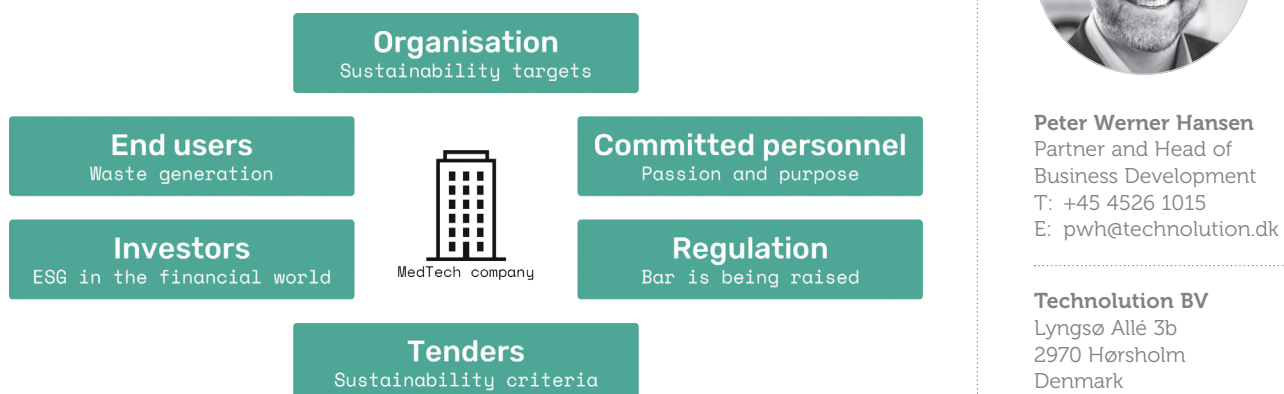 Organisation
Sustainability targets
End users
Waste generation
Committed personnel
Passion and purpose
Investors
ESG in the financial world
MedTech company
Regulation
Bar is being raised
Tenders
Sustainability criteria
Peter Werner Hansen
Partner and Head of
Business Development
T: +45 4526 1015
E: pwh@technolution.dk
Technolution BV
Lyngsø Allé 3b
2970 Hørsholm
Denmark